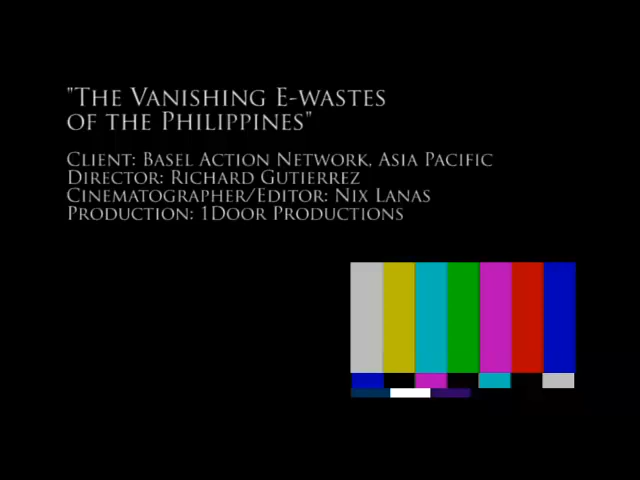 "The Vanishing E-wastes
of the Philippines"
Client: Basel Action Network, Asia Pacific
Director: Richard Gutierrez
Cinematographer/Editor: Nix Lanas
Production: 1Door Productions